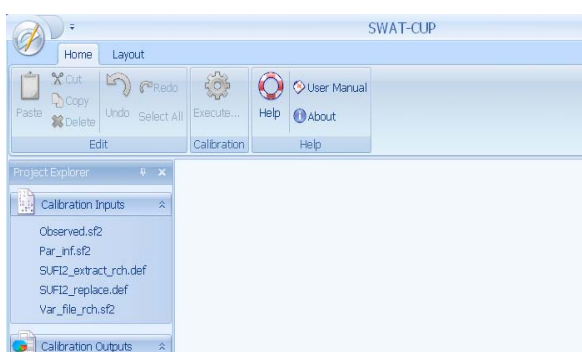 SWAT-CUP
Home Layout
Paste Cut Copy Delete Undo Redo Select All
Execute...
Help User Manual About
Edit Calibration Help
Project Explorer
Calibration Inputs
Observed.sf2
Par_inf.sf2
SUFI2_extract_rch.def
SUFI2_replace.def
Var_file_rch.sf2
Calibration Outputs